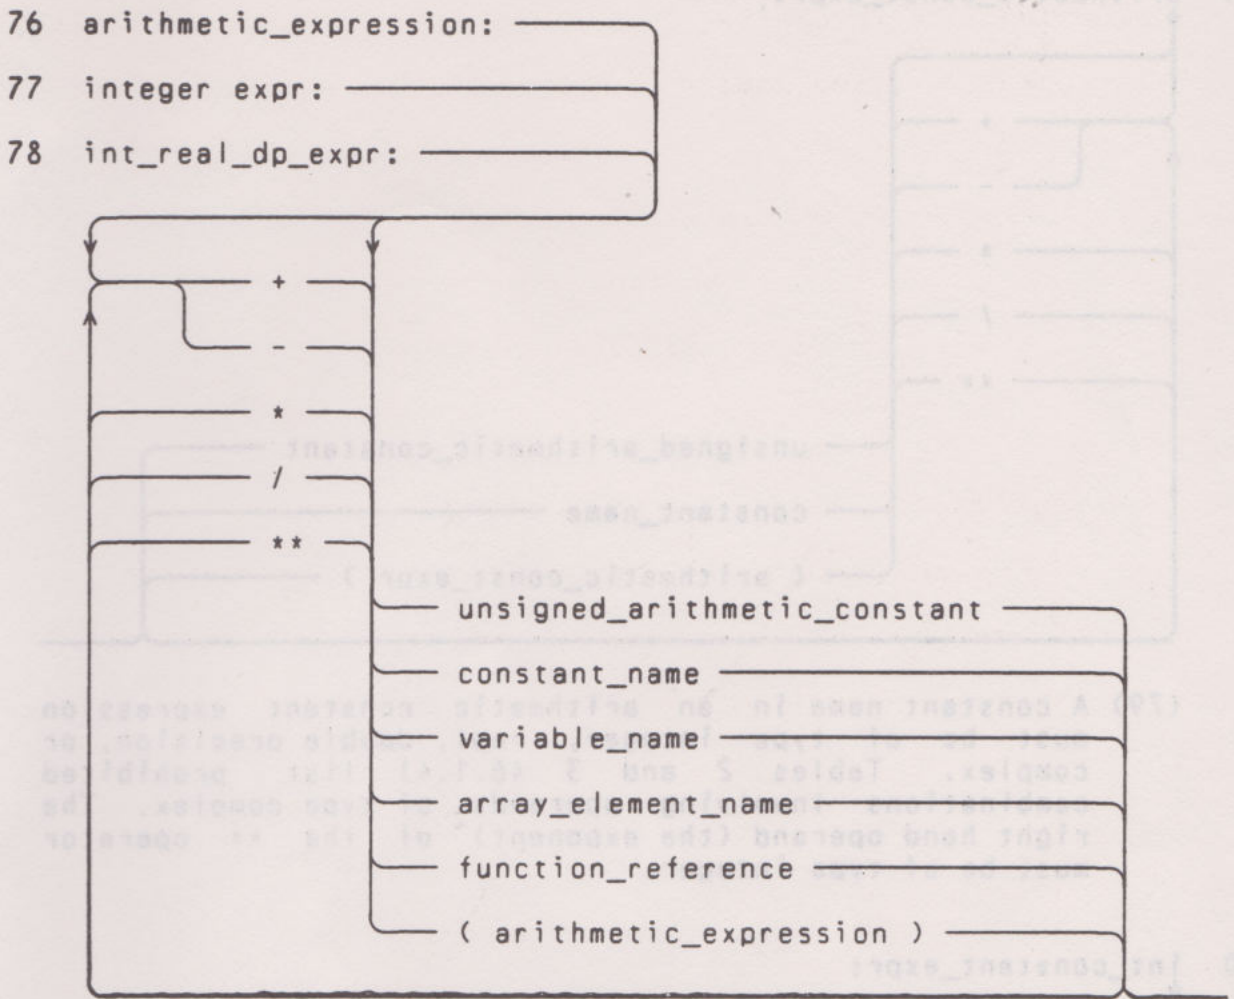 76 arithmetic_expression:
77 integer expr:
78 int_real_dp_expr:
+
-
*
/
**
unsigned_arithmetic_constant
constant_name
variable_name
array_element_name
function_reference
( arithmetic_expression )